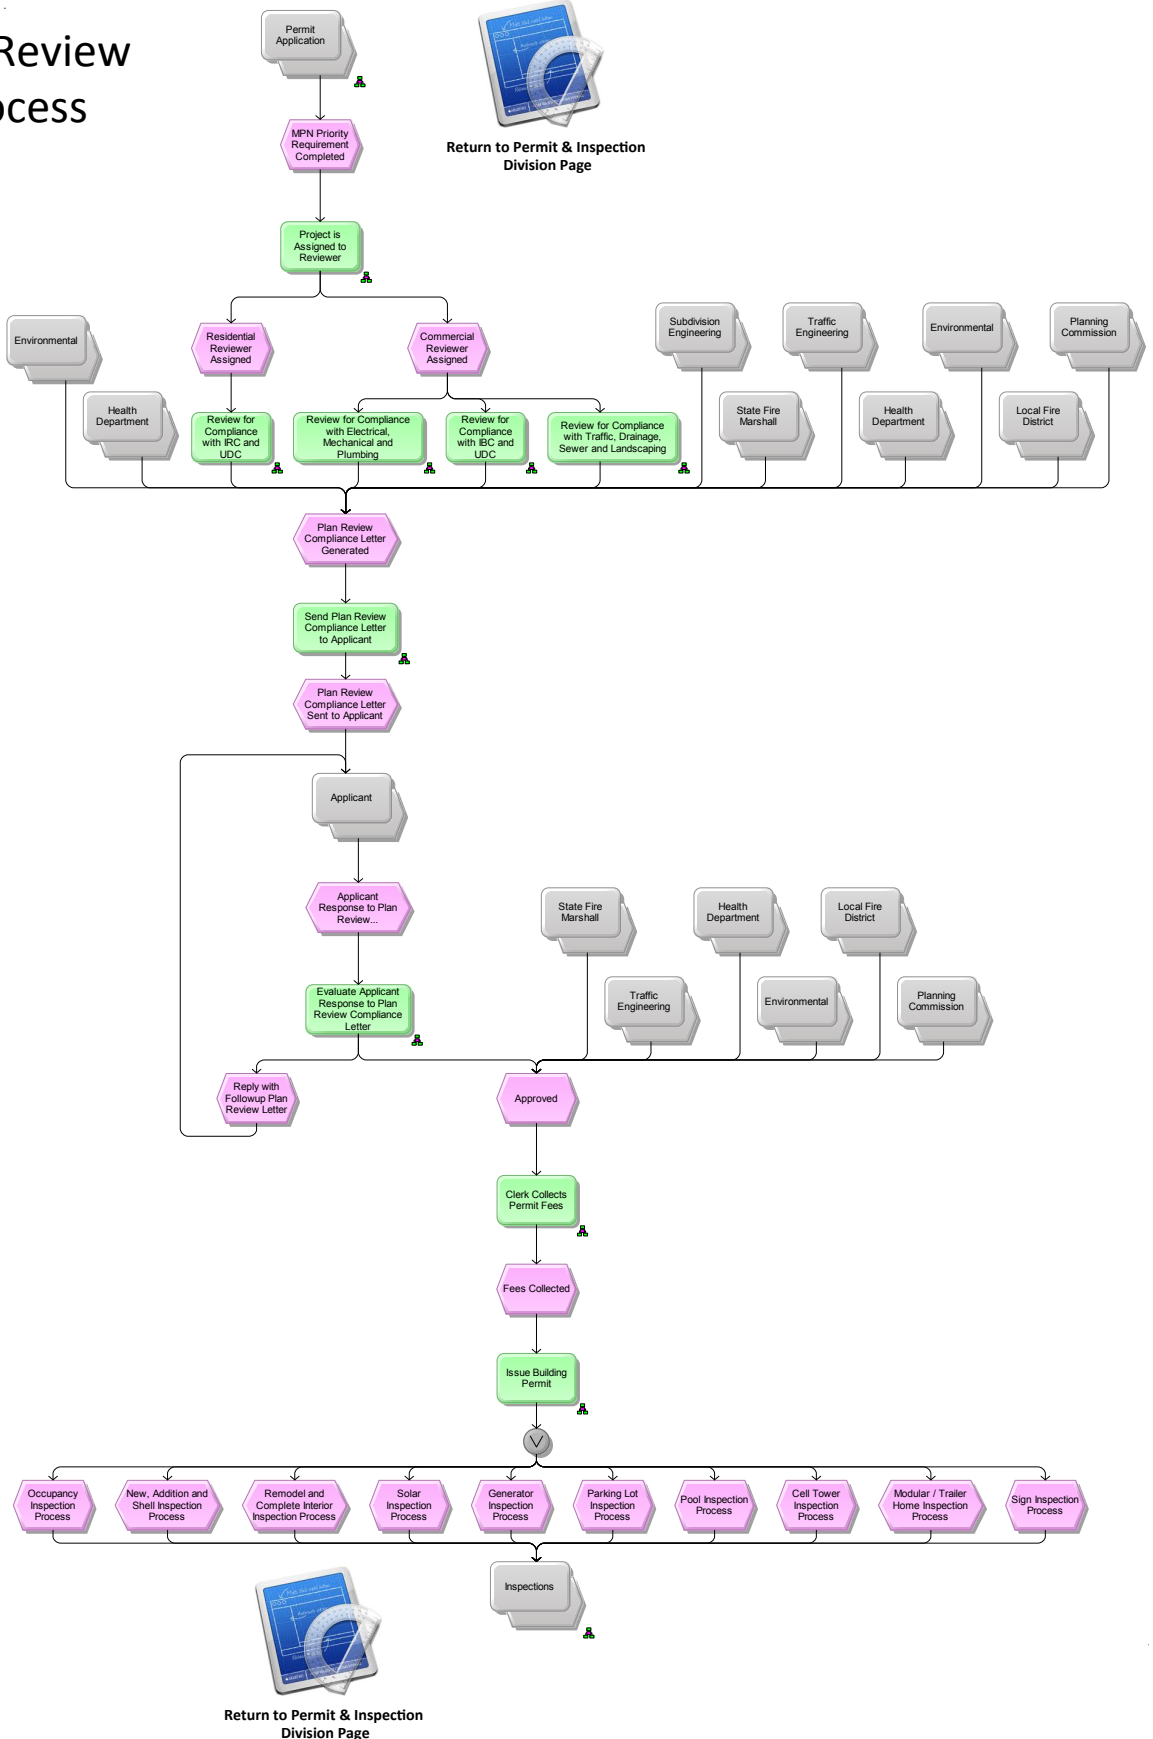 Review
ocess
Permit
Application
Return to Permit & Inspection
Division Page
MPN Priority
Requirement
Completed
Project is
Assigned to
Reviewer
Environmental
Health
Department
Residential
Reviewer
Assigned
Commercial
Reviewer
Assigned
Subdivision
Engineering
State Fire
Marshall
Traffic
Engineering
Health
Department
Environmental
Local Fire
District
Planning
Commission
Review for
Compliance
with IRC and
UDC
Review for Compliance
with Electrical,
Mechanical and
Plumbing
Review for
Compliance
with IBC and
UDC
Review for Compliance
with Traffic, Drainage,
Sewer and Landscaping
Plan Review
Compliance Letter
Generated
Send Plan Review
Compliance Letter
to Applicant
Plan Review
Compliance Letter
Sent to Applicant
Applicant
Applicant
Response to Plan
Review...
Evaluate Applicant
Response to Plan
Review Compliance
Letter
State Fire
Marshall
Traffic
Engineering
Health
Department
Environmental
Local Fire
District
Planning
Commission
Reply with
Followup Plan
Review Letter
Approved
Clerk Collects
Permit Fees
Fees Collected
Issue Building
Permit
Occupancy
Inspection
Process
New, Addition and
Shell Inspection
Process
Remodel and
Complete Interior
Inspection Process
Solar
Inspection
Process
Generator
Inspection
Process
Parking Lot
Inspection
Process
Pool Inspection
Process
Cell Tower
Inspection
Process
Modular / Trailer
Home Inspection
Process
Sign Inspection
Process
Inspections
Return to Permit & Inspection
Division Page